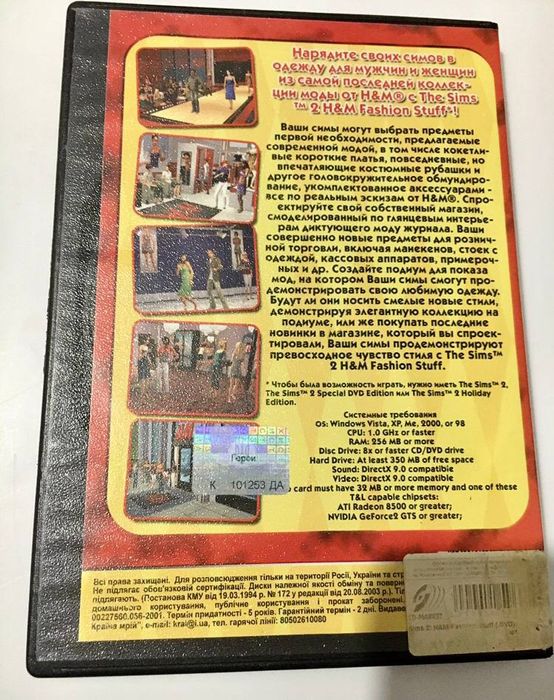 Нарядите своих симов в
одежду для мужчин и женщин
из самой последней коллек-
ции моды от H&M® с The Sims
™ 2 H&M Fashion Stuff*!
Ваши симы могут выбрать предметы
первой необходимости, предлагаемые
современной модой, в том числе кокетли-
вые короткие платья, повседневные, но
впечатляющие костюмные рубашки и
другое головокружительное обмундиро-
вание, укомплектованное аксессуарами -
все по реальным эскизам от H&M®. Спро-
ектируйте свой собственный магазин,
смоделированный по глянцевым интерье-
рам диктующего моду журнала. Ваши
совершенно новые предметы для рознич-
ной торговли, включая манекенов, стоек с
одеждой, кассовых аппаратов, примероч-
ных и др. Создайте подиум для показа
мод, на котором Ваши симы смогут про-
демонстрировать свою любимую одежду.
Будут ли они носить смелые новые стили,
демонстрируя элегантную коллекцию на
подиуме, или же покупать последние
новинки в магазине, который вы спроек-
тировали, Ваши симы продемонстрируют
превосходное чувство стиля с The Sims™
2 H&M Fashion Stuff.
* Чтобы была возможность играть, нужно иметь The Sims™ 2,
The Sims™ 2 Special DVD Edition или The Sims™ 2 Holiday
Edition.
Системные требования
OS: Windows Vista, XP, Me, 2000, or 98
CPU: 1.0 GHz or faster
RAM: 256 MB or more
Disc Drive: 8x or faster CD/DVD drive
Hard Drive: At least 350 MB of free space
Sound: DirectX 9.0 compatible
Video: DirectX 9.0 compatible
card must have 32 MB or more memory and one of these
T&L capable chipsets:
ATI Radeon 8500 or greater;
NVIDIA GeForce2 GTS or greater;
Герои
К 101253 ДА
Всі права захищені. Для розповсюдження тільки на території Росії, України та
Не підлягає обов'язковій сертифікації. Диски належної якості обміну та
підлягають. (Постанова КМУ від 19.03.1994 р. № 172 у редакції від 20.08.2003 р.).
домашнього користування, публічне користування і прокат
00227560.056-2001. Термін придатності - 5 років. Гарантійний термін - 2 дні.
Країна мрій", e-mail: krai@i.ua, тел. гарячої лінії: 80502610080
CD-МАРКЕТ